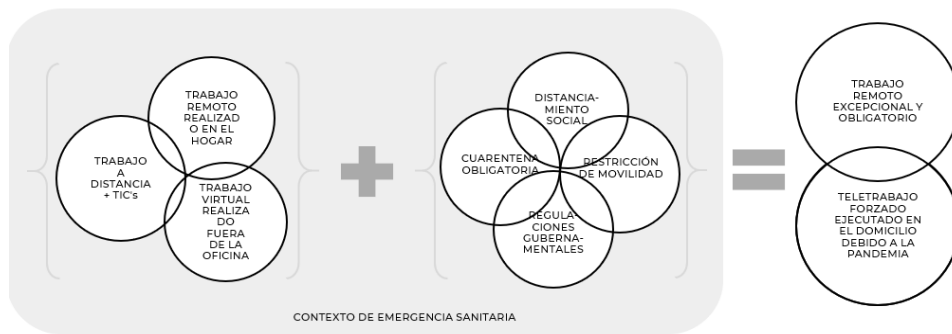 TRABAJO
REMOTO
REALIZAD
O EN EL
HOGAR
TRABAJO
A
DISTANCIA
+ TIC's
TRABAJO
VIRTUAL
REALIZA
DO
FUERA
DE LA
OFICINA
DISTANCIA-
MIENTO
SOCIAL
CUARENTENA
OBLIGATORIA
RESTRICCIÓN
DE MOVILIDAD
REGULA-
CIONES
GUBERNA-
MENTALES
TRABAJO
REMOTO
EXCEPCIONAL Y
OBLIGATORIO
TELETRABAJO
FORZADO
EJECUTADO EN
EL DOMICILIO
DEBIDO A LA
PANDEMIA
CONTEXTO DE EMERGENCIA SANITARIA